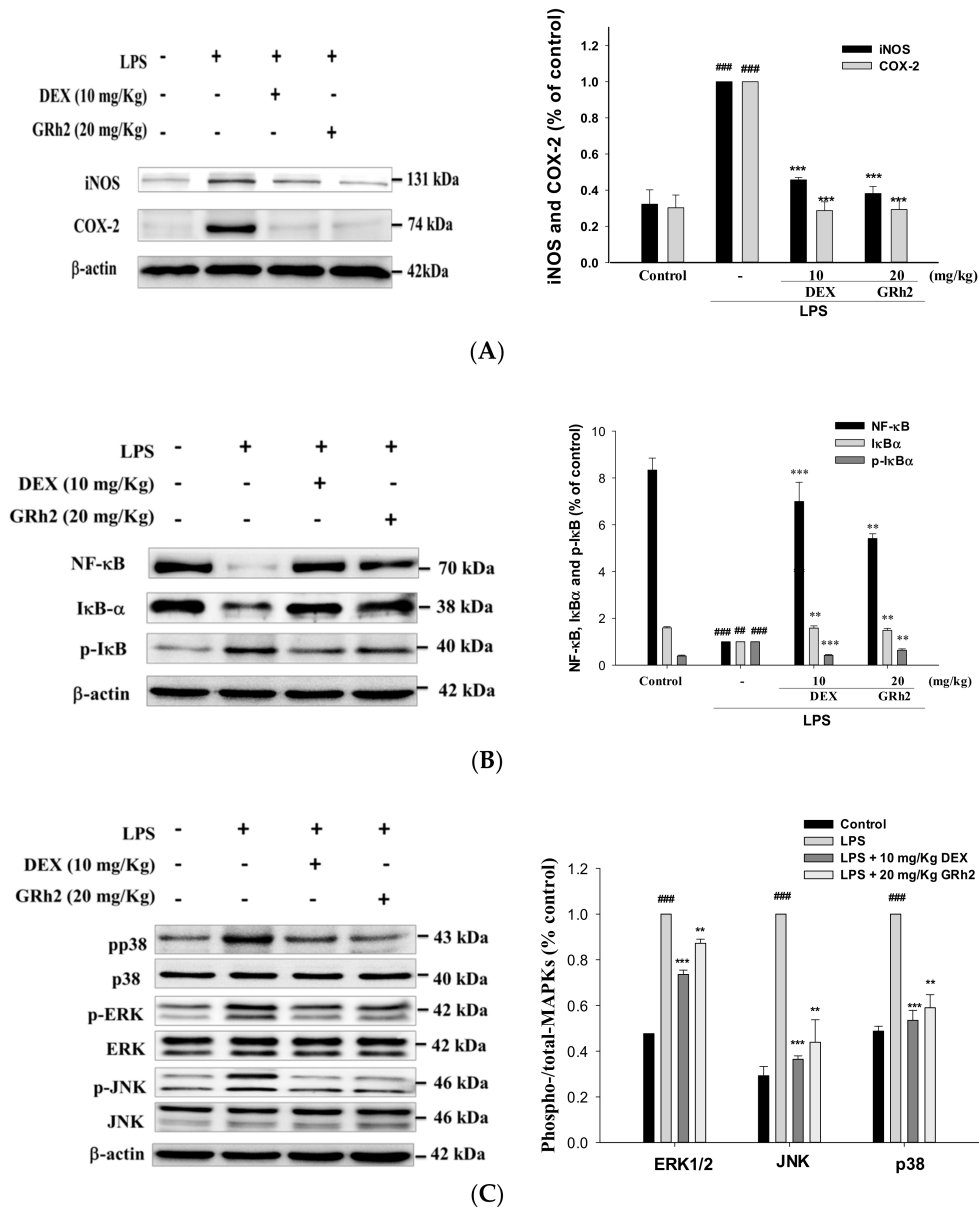 LPS - + + +
DEX (10 mg/Kg) - - + -
GRh2 (20 mg/Kg) - - - +
iNOS 131 kDa
COX-2 74 kDa
β-actin 42kDa
iNOS and COX-2 (% of control)
1.2
1.0
0.8
0.6
0.4
0.2
0.0
iNOS
COX-2
### ###
*** ***
*** ***
Control - 10 20 (mg/kg)
DEX GRh2
LPS
(A)
LPS - + + +
DEX (10 mg/Kg) - - + -
GRh2 (20 mg/Kg) - - - +
NF-κB 70 kDa
IκB-α 38 kDa
p-IκB 40 kDa
β-actin 42 kDa
NF-κB, IκBα and p-IκB (% of control)
10
8
6
4
2
0
NF-κB
IκBα
p-IκBα
### ## ###
*** ** ***
** ** **
Control - 10 20 (mg/kg)
DEX GRh2
LPS
(B)
LPS - + + +
DEX (10 mg/Kg) - - + -
GRh2 (20 mg/Kg) - - - +
pp38 43 kDa
p38 40 kDa
p-ERK 42 kDa
ERK 42 kDa
p-JNK 46 kDa
JNK 46 kDa
β-actin 42 kDa
Phospho-/total-MAPKs (% control)
1.0
0.8
0.6
0.4
0.2
0.0
Control
LPS
LPS + 10 mg/Kg DEX
LPS + 20 mg/Kg GRh2
### *** **
### *** **
### *** **
ERK1/2 JNK p38
(C)